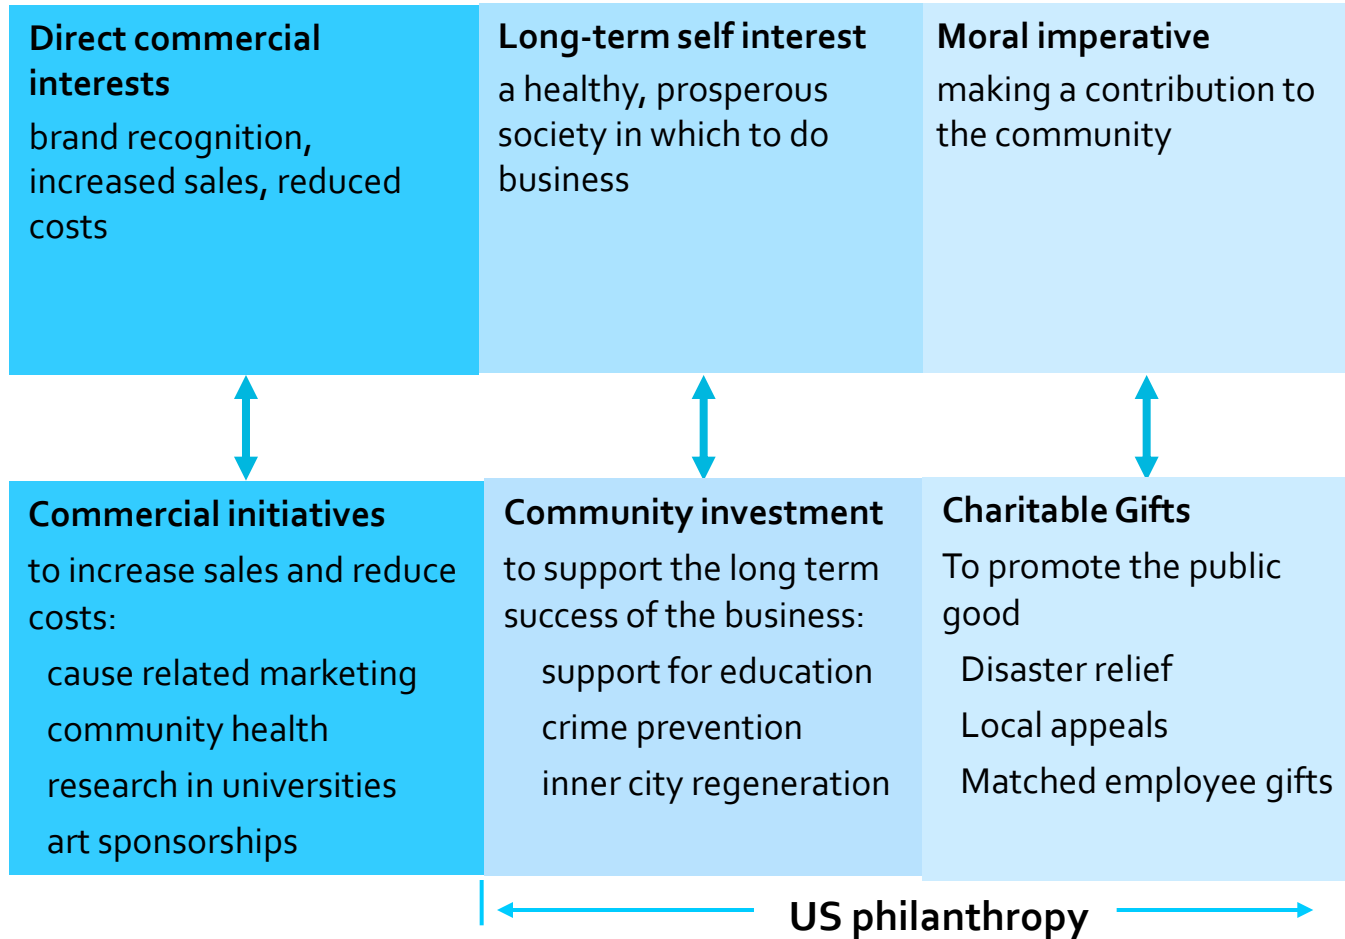 Direct commercial
interests
brand recognition,
increased sales, reduced
costs
Long-term self interest
a healthy, prosperous
society in which to do
business
Moral imperative
making a contribution to
the community
Commercial initiatives
to increase sales and reduce
costs:
cause related marketing
community health
research in universities
art sponsorships
Community investment
to support the long term
success of the business:
support for education
crime prevention
inner city regeneration
Charitable Gifts
To promote the public
good
Disaster relief
Local appeals
Matched employee gifts
US philanthropy